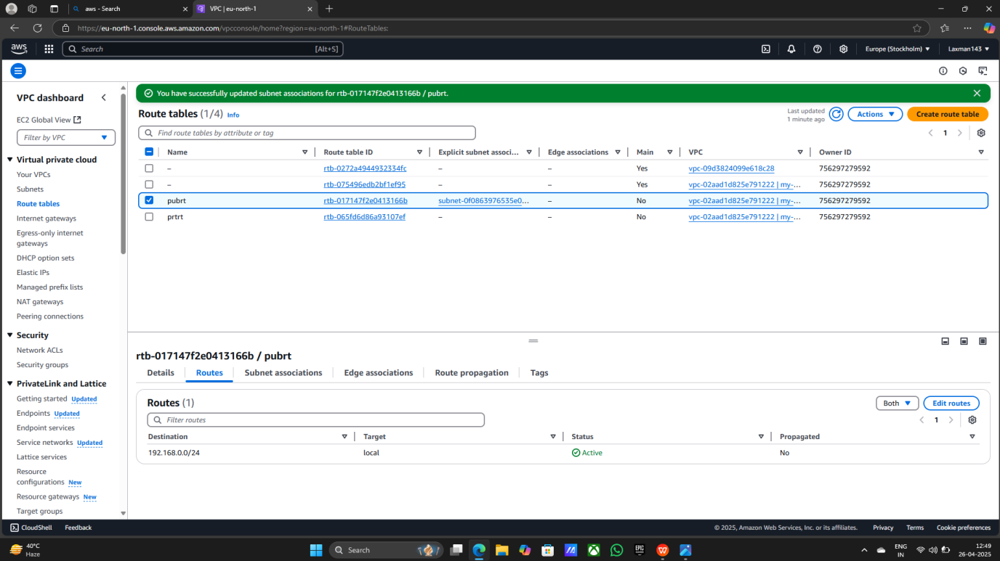 aws - Search
VPC | eu-north-1
https://eu-north-1.console.aws.amazon.com/vpcconsole/home?region=eu-north-1#RouteTables:
aws
Search [Alt+S]
Europe (Stockholm)
Laxman143
VPC dashboard
EC2 Global View
Filter by VPC
Virtual private cloud
Your VPCs
Subnets
Route tables
Internet gateways
Egress-only internet
gateways
DHCP option sets
Elastic IPs
Managed prefix lists
NAT gateways
Peering connections
Security
Network ACLs
Security groups
PrivateLink and Lattice
Getting started Updated
Endpoints Updated
Endpoint services
Service networks Updated
Lattice services
Resource
configurations New
Resource gateways New
Target groups
You have successfully updated subnet associations for rtb-017147f2e0413166b / pubrt.
Route tables (1/4) Info
Last updated
1 minute ago
Actions
Create route table
Find route tables by attribute or tag
1
Name Route table ID Explicit subnet associ... Edge associations Main VPC Owner ID
– rtb-0272a4944932334fc – – Yes vpc-09d3824099e618c28 756297279592
– rtb-075496edb2bf1ef95 – – Yes vpc-02aad1d825e791222 | my-... 756297279592
pubrt rtb-017147f2e0413166b subnet-0f0863976535e0... – No vpc-02aad1d825e791222 | my-... 756297279592
prtrt rtb-065fd6d86a93107ef – – No vpc-02aad1d825e791222 | my-... 756297279592
rtb-017147f2e0413166b / pubrt
Details Routes Subnet associations Edge associations Route propagation Tags
Routes (1)
Both
Edit routes
Filter routes
1
Destination Target Status Propagated
192.168.0.0/24 local Active No
CloudShell Feedback
© 2025, Amazon Web Services, Inc. or its affiliates. Privacy Terms Cookie preferences
40°C
Haze
Search
EPIC
ENG
IN
12:49
26-04-2025